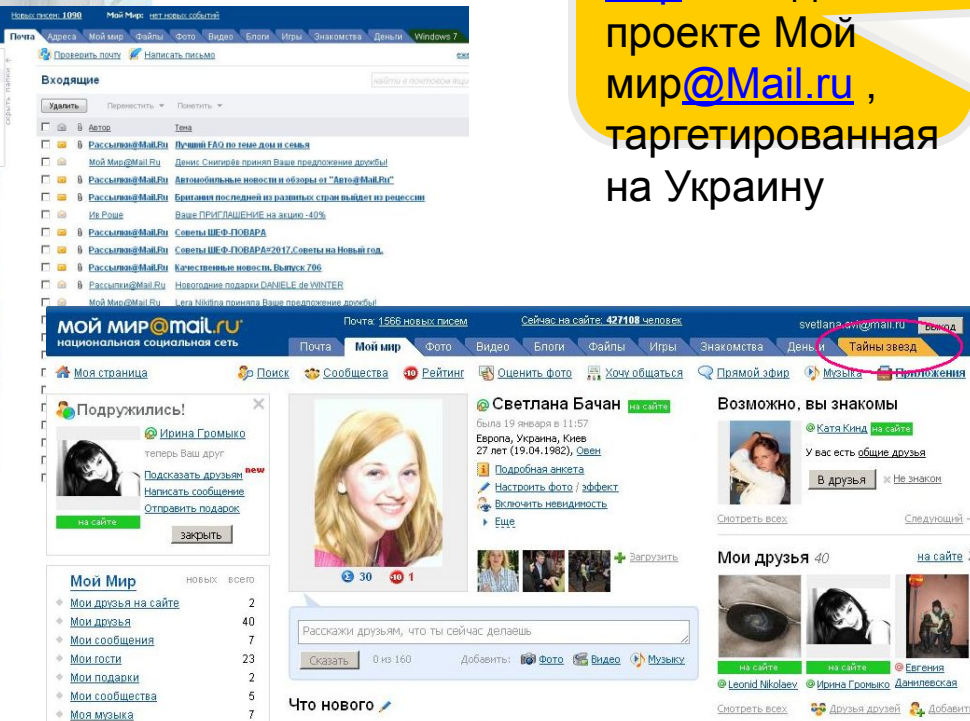 Новых писем: 1090 Мой Мир: нет новых событий
Почта Адреса Мой мир Файлы Фото Видео Блоги Игры Знакомства Деньги Windows 7
Проверить почту Написать письмо
Входящие найти в почтовом ящи
скрыть папки
Удалить Переместить Пометить
Автор Тема
Рассылки@Mail.Ru Лучший FAQ по теме дом и семья
Мой Мир@Mail.Ru Денис Снигирёв принял Ваше предложение дружбы!
Рассылки@Mail.Ru Автомобильные новости и обзоры от "Авто@Mail.Ru"
Рассылки@Mail.Ru Британия последней из развитых стран выйдет из рецессии
Ив Роше Ваше ПРИГЛАШЕНИЕ на акцию -40%
Рассылки@Mail.Ru Советы ШЕФ-ПОВАРА
Рассылки@Mail.Ru Советы ШЕФ-ПОВАРА#2017.Советы на Новый год.
Рассылки@Mail.Ru Качественные новости. Выпуск 706
Рассылки@Mail.Ru Новогодние подарки DANIELE de WINTER
Мой Мир@Mail.Ru Lera Nikitina приняла Ваше предложение дружбы!
проекте Мой
мир@Mail.ru ,
таргетированная
на Украину
мой мир@mail.ru
национальная социальная сеть
Почта: 1566 новых писем Сейчас на сайте: 427108 человек svetlana.avi@mail.ru выход
Почта Мой мир Фото Видео Блоги Файлы Игры Знакомства Деньги Тайны звезд
Моя страница Поиск Сообщества Рейтинг Оценить фото Хочу общаться Прямой эфир Музыка Приложения
Подружились!
Ирина Громыко
теперь Ваш друг
Подсказать друзьям new
Написать сообщение
Отправить подарок
на сайте
закрыть
Мой Мир новых всего
Мои друзья на сайте 2
Мои друзья 40
Мои сообщения 7
Мои гости 23
Мои подарки 2
Мои сообщества 5
Моя музыка 7
30 1
Светлана Бачан на сайте
была 19 января в 11:57
Европа, Украина, Киев
27 лет (19.04.1982), Овен
Подробная анкета
Настроить фото / эффект
Включить невидимость
Еще
Загрузить
Расскажи друзьям, что ты сейчас делаешь
Сказать 0 из 160 Добавить: Фото Видео Музыку
Что нового
Возможно, вы знакомы
Катя Кинд на сайте
У вас есть общие друзья
В друзья Не знаком
Смотреть всех Следующий
Мои друзья 40 на сайте
на сайте на сайте
Leonid Nikolaev Ирина Громыко Евгения Данилевская
Смотреть всех Друзья друзей Добавит